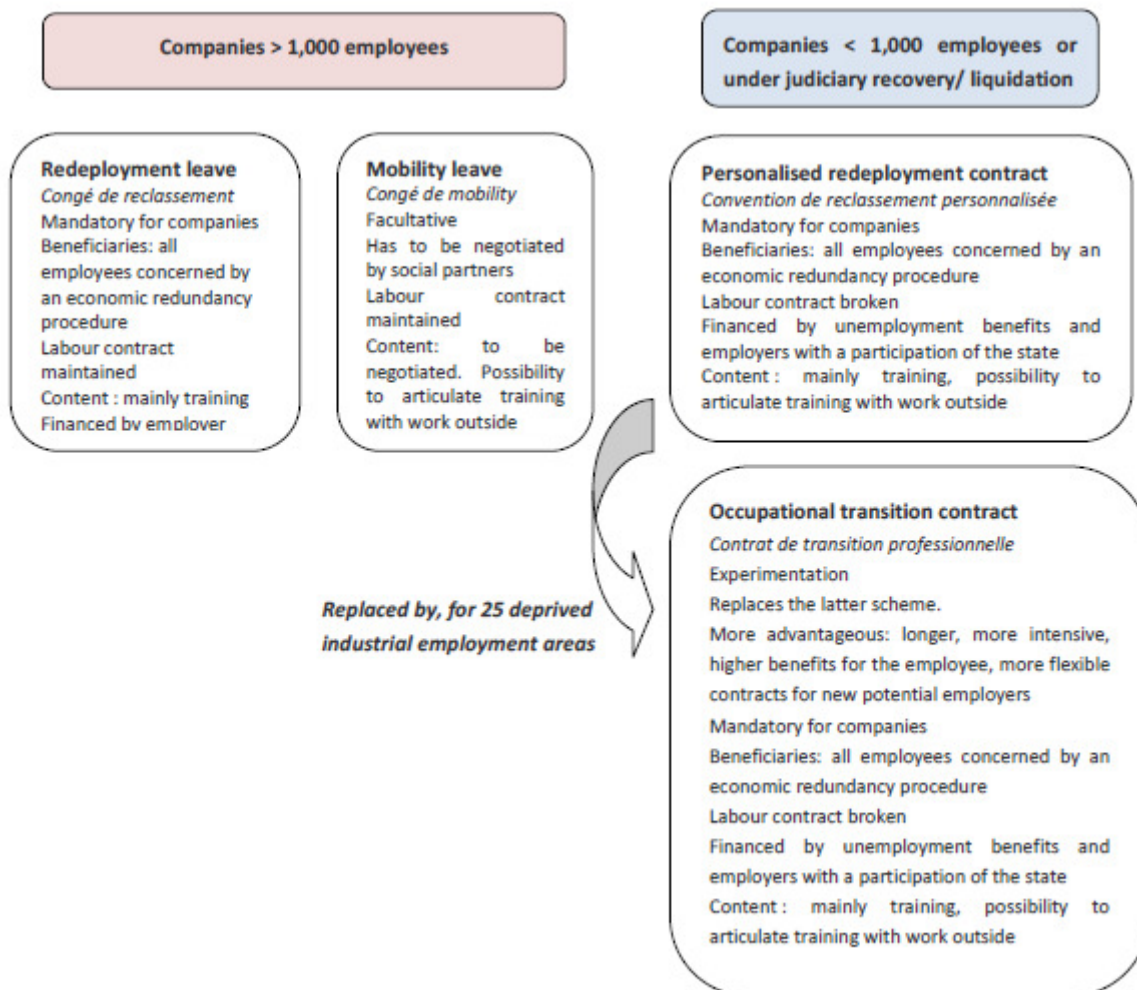 Companies > 1,000 employees
Companies < 1,000 employees or
under judiciary recovery/ liquidation
Redeployment leave
Congé de reclassement
Mandatory for companies
Beneficiaries: all
employees concerned by
an economic redundancy
procedure
Labour contract
maintained
Content : mainly training
Financed by employer
Mobility leave
Congé de mobility
Facultative
Has to be negotiated
by social partners
Labour contract
maintained
Content: to be
negotiated. Possibility
to articulate training
with work outside
Personalised redeployment contract
Convention de reclassement personnalisée
Mandatory for companies
Beneficiaries: all employees concerned by an
economic redundancy procedure
Labour contract broken
Financed by unemployment benefits and
employers with a participation of the state
Content : mainly training, possibility to
articulate training with work outside
Replaced by, for 25 deprived
industrial employment areas
Occupational transition contract
Contrat de transition professionnelle
Experimentation
Replaces the latter scheme.
More advantageous: longer, more intensive,
higher benefits for the employee, more flexible
contracts for new potential employers
Mandatory for companies
Beneficiaries: all employees concerned by an
economic redundancy procedure
Labour contract broken
Financed by unemployment benefits and
employers with a participation of the state
Content : mainly training, possibility to
articulate training with work outside